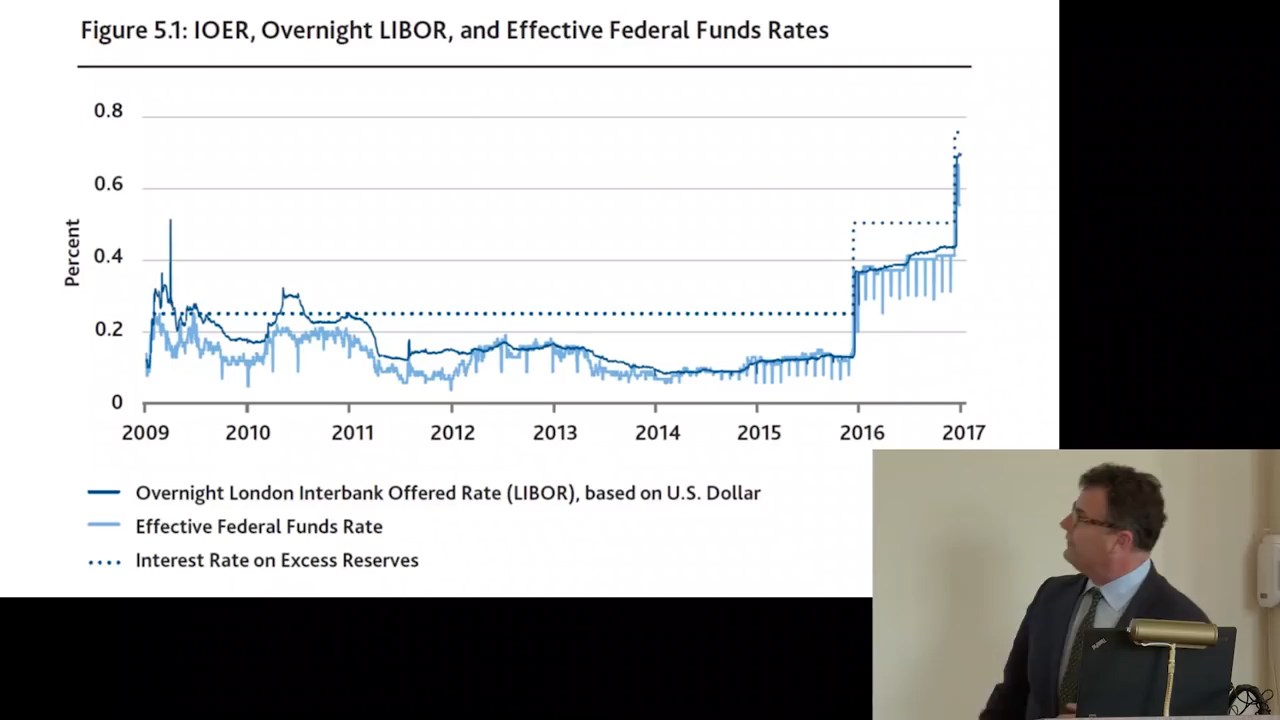 Figure 5.1: IOER, Overnight LIBOR, and Effective Federal Funds Rates
Percent
0.8
0.6
0.4
0.2
0
2009 2010 2011 2012 2013 2014 2015 2016 2017
Overnight London Interbank Offered Rate (LIBOR), based on U.S. Dollar
Effective Federal Funds Rate
Interest Rate on Excess Reserves